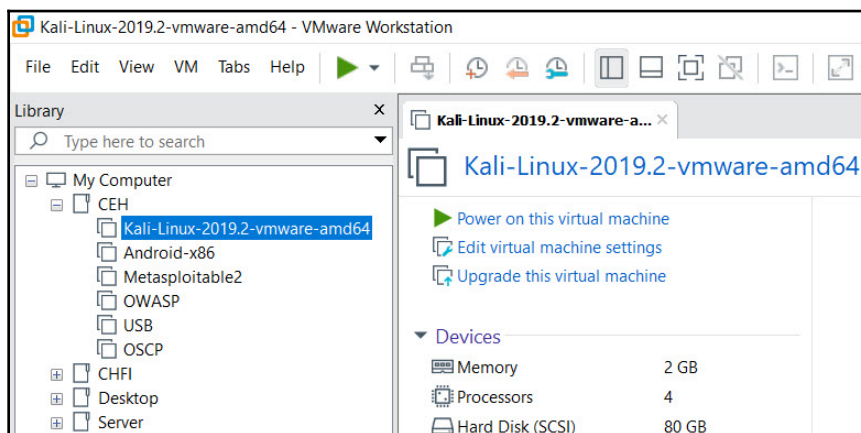 Kali-Linux-2019.2-vmware-amd64 - VMware Workstation
File Edit View VM Tabs Help
Library
Type here to search
My Computer
CEH
Kali-Linux-2019.2-vmware-amd64
Android-x86
Metasploitable2
OWASP
USB
OSCP
CHFI
Desktop
Server
Kali-Linux-2019.2-vmware-a...
Kali-Linux-2019.2-vmware-amd64
Power on this virtual machine
Edit virtual machine settings
Upgrade this virtual machine
Devices
Memory 2 GB
Processors 4
Hard Disk (SCSI) 80 GB